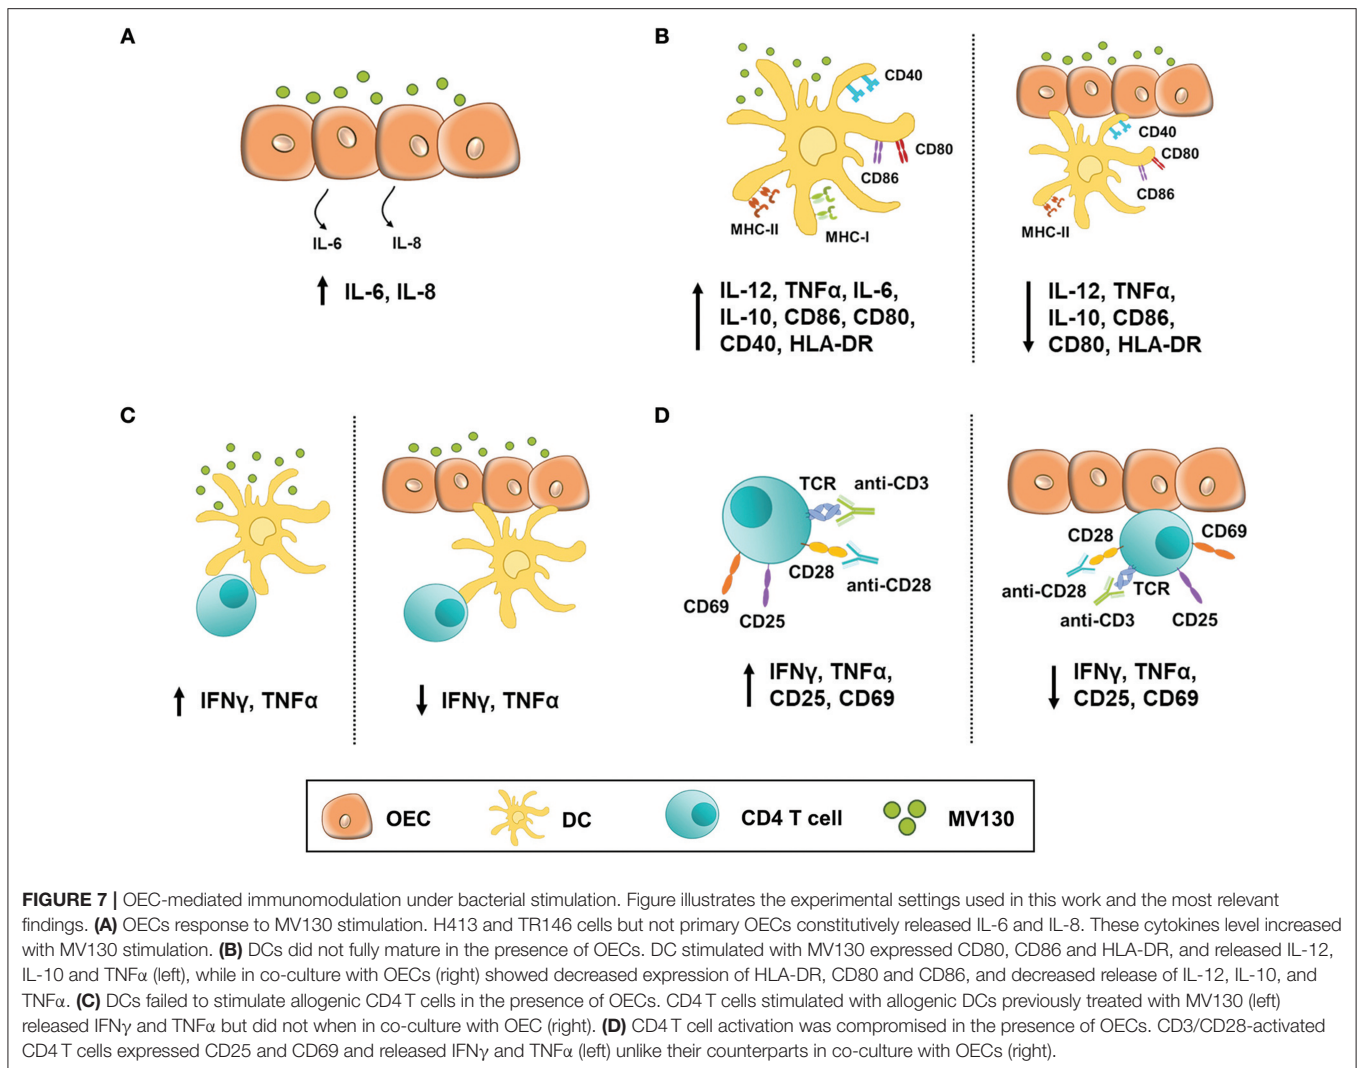 A
IL-6
IL-8
IL-6, IL-8
B
CD40
CD80
CD86
MHC-II
MHC-I
IL-12, TNFα, IL-6,
IL-10, CD86, CD80,
CD40, HLA-DR
CD40
CD80
CD86
MHC-II
IL-12, TNFα,
IL-10, CD86,
CD80, HLA-DR
C
IFNγ, TNFα
IFNγ, TNFα
D
TCR
anti-CD3
CD28
anti-CD28
CD69
CD25
IFNγ, TNFα,
CD25, CD69
CD28
CD69
anti-CD28
TCR
anti-CD3
CD25
IFNγ, TNFα,
CD25, CD69
OEC
DC
CD4 T cell
MV130
FIGURE 7 | OEC-mediated immunomodulation under bacterial stimulation. Figure illustrates the experimental settings used in this work and the most relevant
findings. (A) OECs response to MV130 stimulation. H413 and TR146 cells but not primary OECs constitutively released IL-6 and IL-8. These cytokines level increased
with MV130 stimulation. (B) DCs did not fully mature in the presence of OECs. DC stimulated with MV130 expressed CD80, CD86 and HLA-DR, and released IL-12,
IL-10 and TNFα (left), while in co-culture with OECs (right) showed decreased expression of HLA-DR, CD80 and CD86, and decreased release of IL-12, IL-10, and
TNFα. (C) DCs failed to stimulate allogenic CD4 T cells in the presence of OECs. CD4 T cells stimulated with allogenic DCs previously treated with MV130 (left)
released IFNγ and TNFα but did not when in co-culture with OEC (right). (D) CD4 T cell activation was compromised in the presence of OECs. CD3/CD28-activated
CD4 T cells expressed CD25 and CD69 and released IFNγ and TNFα (left) unlike their counterparts in co-culture with OECs (right).